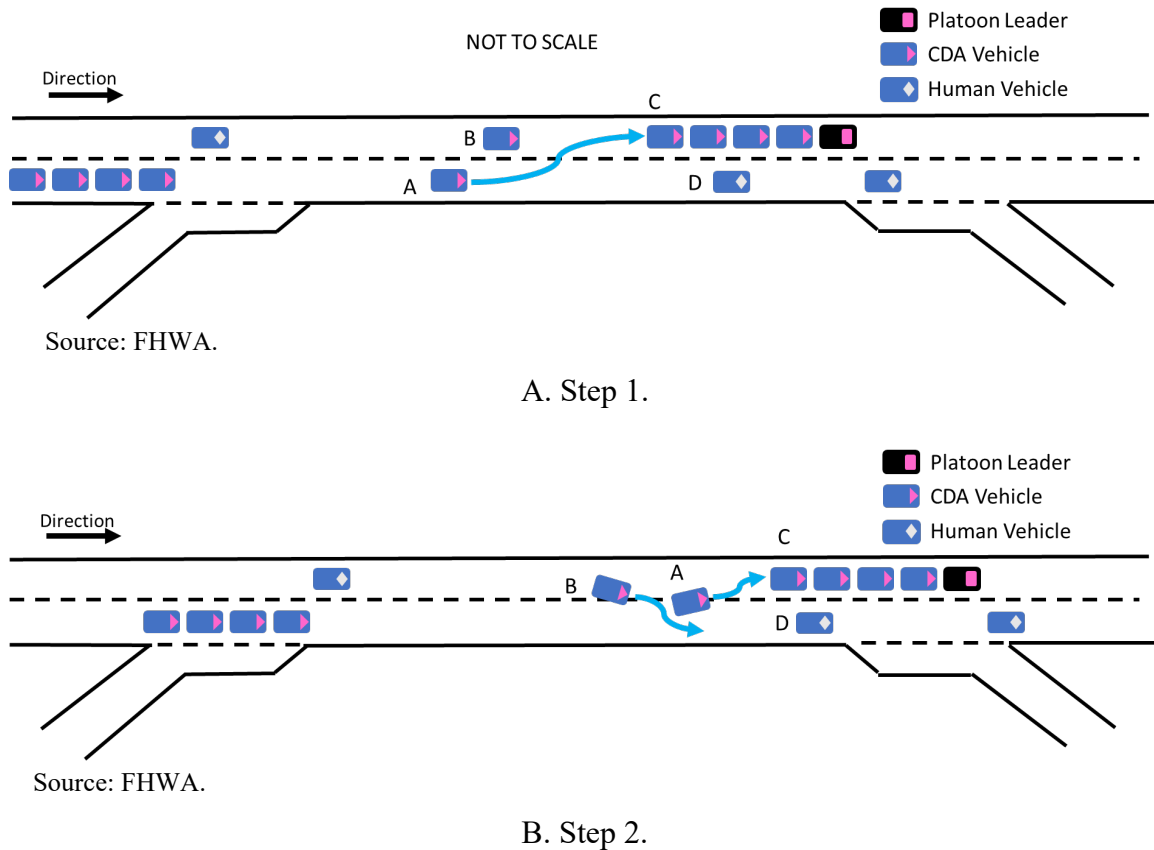 NOT TO SCALE
Platoon Leader
CDA Vehicle
Human Vehicle
Direction
C
B
A
D
Source: FHWA.
A. Step 1.
Platoon Leader
CDA Vehicle
Human Vehicle
Direction
C
B
A
D
Source: FHWA.
B. Step 2.